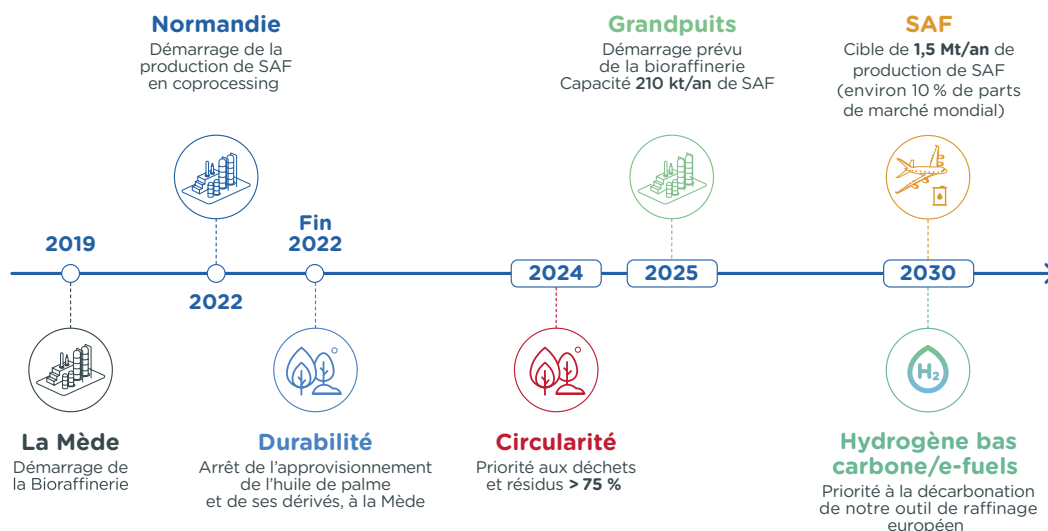 Normandie
Démarrage de la
production de SAF
en coprocessing
Grandpuits
Démarrage prévu
de la bioraffinerie
Capacité 210 kt/an de SAF
SAF
Cible de 1,5 Mt/an de
production de SAF
(environ 10 % de parts
de marché mondial)
2019
2022
Fin
2022
2024
2025
2030
H2
La Mède
Démarrage de
la Bioraffinerie
Durabilité
Arrêt de l’approvisionnement
de l’huile de palme
et de ses dérivés, à la Mède
Circularité
Priorité aux déchets
et résidus > 75 %
Hydrogène bas
carbone/e-fuels
Priorité à la décarbonation
de notre outil de raffinage
européen